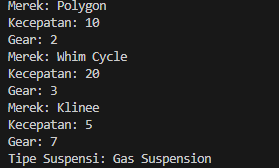 Merek: Polygon
Kecepatan: 10
Gear: 2
Merek: Whim Cycle
Kecepatan: 20
Gear: 3
Merek: Klinee
Kecepatan: 5
Gear: 7
Tipe Suspensi: Gas Suspension